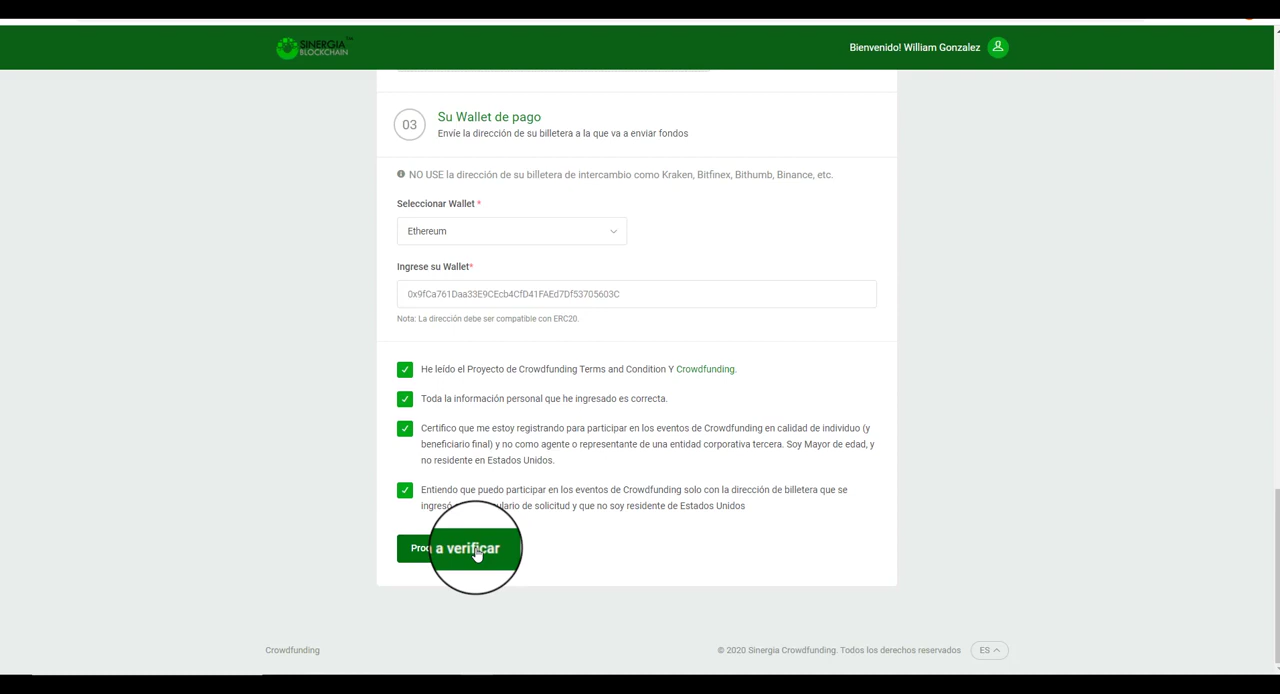 SINERGIA
BLOCKCHAIN
Bienvenido! William Gonzalez
03
Su Wallet de pago
Envíe la dirección de su billetera a la que va a enviar fondos
NO USE la dirección de su billetera de intercambio como Kraken, Bitfinex, Bithumb, Binance, etc.
Seleccionar Wallet *
Ethereum
Ingrese su Wallet*
0x9fCa761Daa33E9CEcb4CfD41FAEd7Df53705603C
Nota: La dirección debe ser compatible con ERC20.
He leído el Proyecto de Crowdfunding Terms and Condition Y Crowdfunding.
Toda la información personal que he ingresado es correcta.
Certifico que me estoy registrando para participar en los eventos de Crowdfunding en calidad de individuo (y
beneficiario final) y no como agente o representante de una entidad corporativa tercera. Soy Mayor de edad, y
no residente en Estados Unidos.
Entiendo que puedo participar en los eventos de Crowdfunding solo con la dirección de billetera que se
ingresó de solicitud y que no soy residente de Estados Unidos
a verificar
Crowdfunding
© 2020 Sinergia Crowdfunding. Todos los derechos reservados
ES